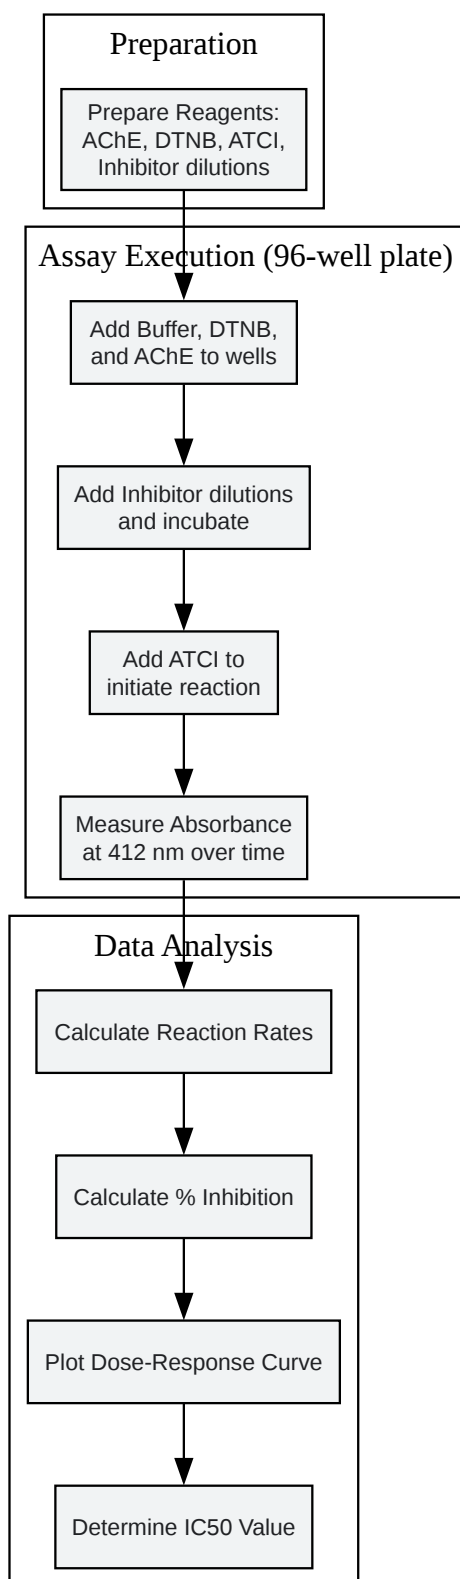 Preparation
Prepare Reagents:
AChE, DTNB, ATCI,
Inhibitor dilutions
Assay Execution (96-well plate)
Add Buffer, DTNB,
and AChE to wells
Add Inhibitor dilutions
and incubate
Add ATCI to
initiate reaction
Measure Absorbance
at 412 nm over time
Data Analysis
Calculate Reaction Rates
Calculate % Inhibition
Plot Dose-Response Curve
Determine IC50 Value